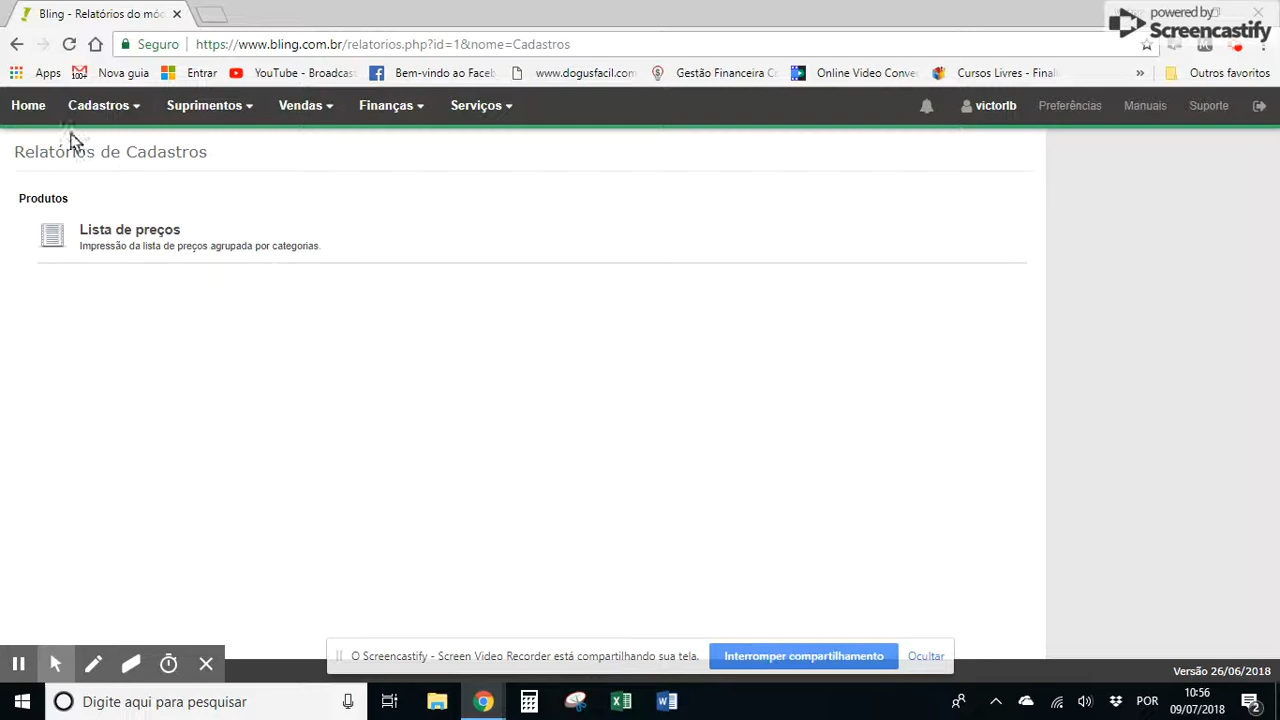 Bling - Relatórios do móc
powered by
Screencastify
Seguro
https://www.bling.com.br/relatorios.php?id=1&nome=Cadastros
Apps
Nova guia
Entrar
YouTube - Broadcas
Bem-vindo ao Faceb
www.dogusfacil.com
Gestão Financeira C
Online Video Conve
Cursos Livres - Final
»
Outros favoritos
Home
Cadastros
Suprimentos
Vendas
Finanças
Serviços
victorlb
Preferências
Manuais
Suporte
Relatórios de Cadastros
Produtos
Lista de preços
Impressão da lista de preços agrupada por categorias.
O Screencastify - Screen Video Recorder está compartilhando sua tela.
Interromper compartilhamento
Ocultar
Versão 26/06/2018
Digite aqui para pesquisar
POR
10:56
09/07/2018
2